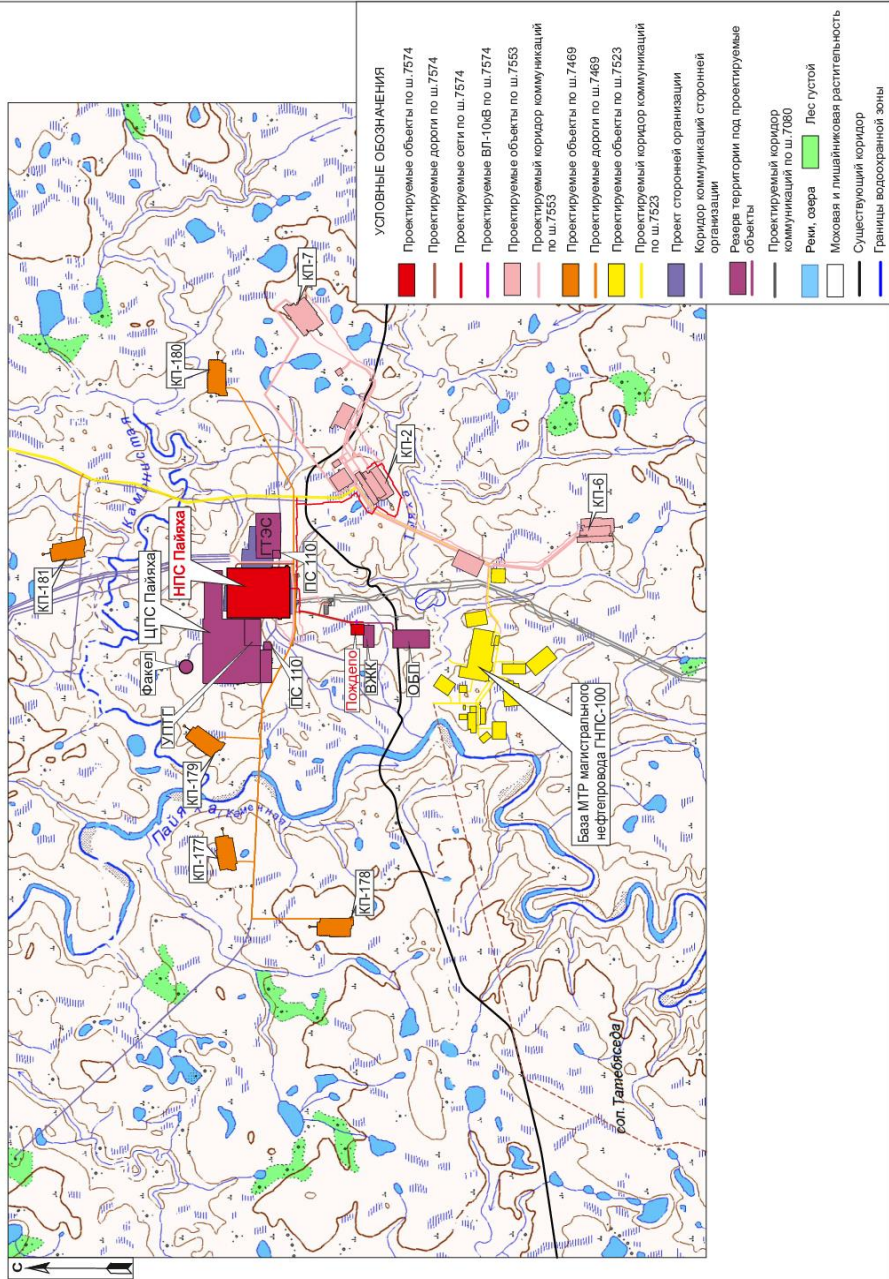 С
КП-181
КП-180
КП-7
Каменистая
Факел
ЦПС Пайяха
НПС Пайяха
ГТЭС
УПТГ
ПС 110
ПС 110
КП-179
КП-177
КП-178
Пайяха
Пождепо
ВЖК
ОБП
КП-2
КП-6
База МТР магистрального
нефтепровода ГНПС-100
соп.Татебяседа
УСЛОВНЫЕ ОБОЗНАЧЕНИЯ
Проектируемые объекты по ш.7574
Проектируемые дороги по ш.7574
Проектируемые сети по ш.7574
Проектируемые ВЛ-10кВ по ш.7574
Проектируемые объекты по ш.7553
Проектируемый коридор коммуникаций
по ш.7553
Проектируемые объекты по ш.7469
Проектируемые дороги по ш.7469
Проектируемые объекты по ш.7523
Проектируемый коридор коммуникаций
по ш.7523
Проект сторонней организации
Коридор коммуникаций сторонней
организации
Резерв территории под проектируемые
объекты
Проектируемый коридор
коммуникаций по ш.7080
Реки, озера
Лес густой
Моховая и лишайниковая растительность
Существующий коридор
Границы водоохранной зоны